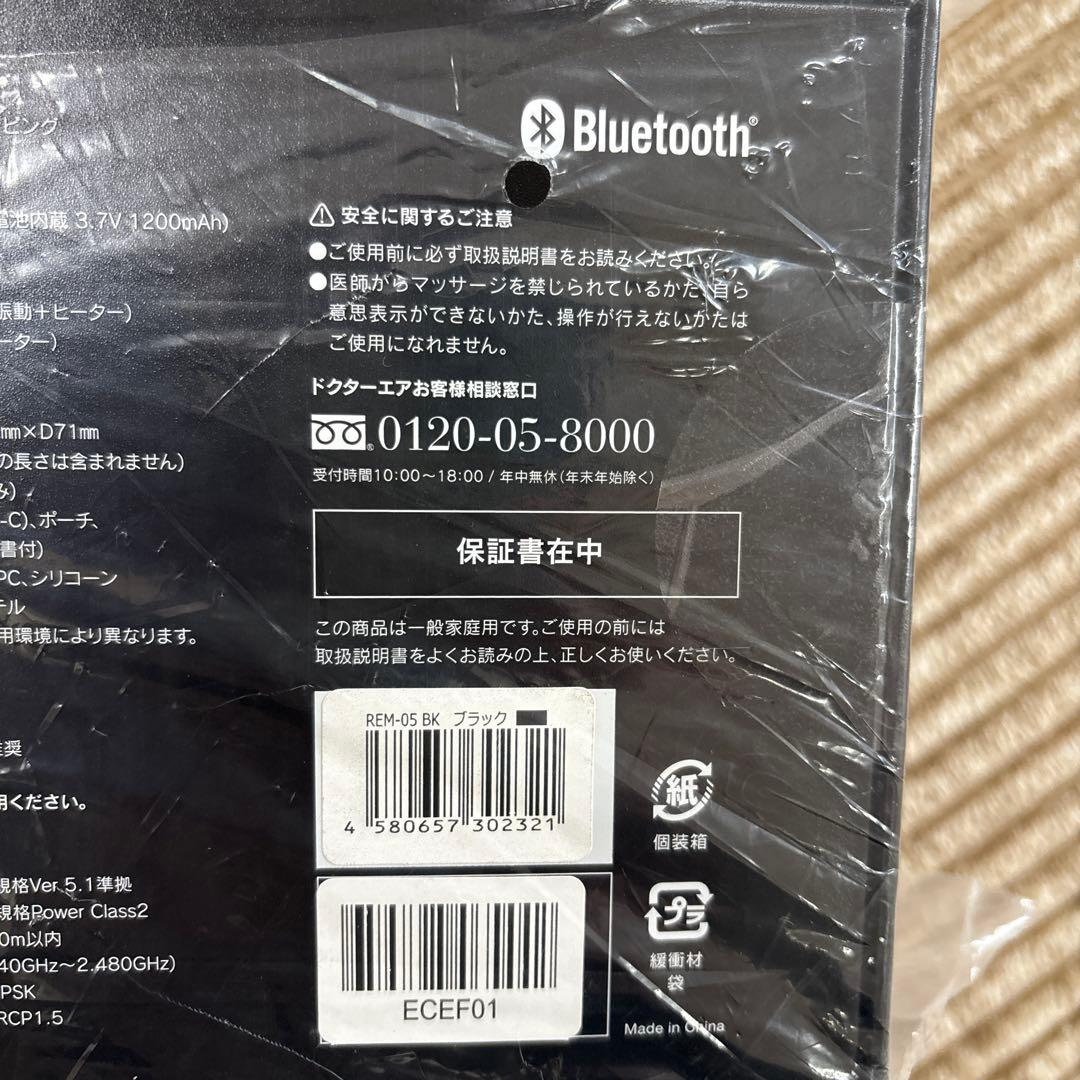 ピング
Bluetooth®
電池内蔵 3.7V 1200mAh)
振動+ヒーター)
ーター)
mm×D71mm
の長さは含まれません)
み)
-C)、ポーチ、
書付)
PC、シリコーン
テル
用環境により異なります。
推奨
用ください。
規格Ver 5.1準拠
規格Power Class2
0m以内
40GHz〜2.480GHz)
PSK
RCP1.5
⚠ 安全に関するご注意
●ご使用前に必ず取扱説明書をお読みください。
●医師からマッサージを禁じられているかた、自ら
意思表示ができないかた、操作が行えないかたは
ご使用になれません。
ドクターエアお客様相談窓口
0120-05-8000
受付時間10:00〜18:00 / 年中無休(年末年始除く)
保証書在中
この商品は一般家庭用です。ご使用の前には
取扱説明書をよくお読みの上、正しくお使いください。
REM-05 BK ブラック
4 580657 302321
ECEF01
紙
個装箱
プラ
緩衝材
袋
Made in China